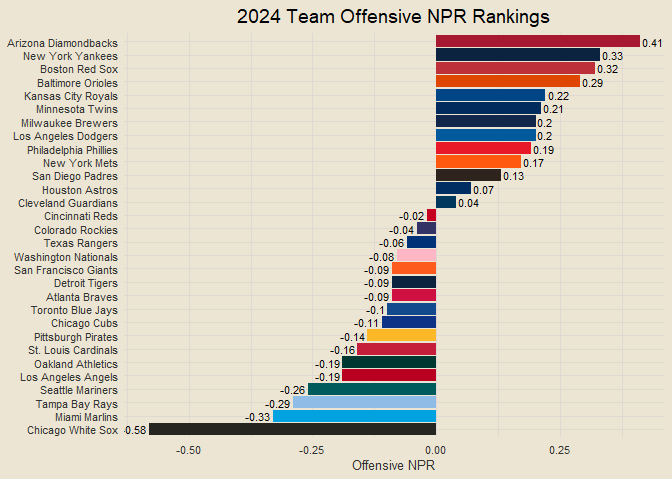 2024 Team Offensive NPR Rankings
Arizona Diamondbacks 0.41
New York Yankees 0.33
Boston Red Sox 0.32
Baltimore Orioles 0.29
Kansas City Royals 0.22
Minnesota Twins 0.21
Milwaukee Brewers 0.2
Los Angeles Dodgers 0.2
Philadelphia Phillies 0.19
New York Mets 0.17
San Diego Padres 0.13
Houston Astros 0.07
Cleveland Guardians 0.04
Cincinnati Reds -0.02
Colorado Rockies -0.04
Texas Rangers -0.06
Washington Nationals -0.08
San Francisco Giants -0.09
Detroit Tigers -0.09
Atlanta Braves -0.09
Toronto Blue Jays -0.1
Chicago Cubs -0.11
Pittsburgh Pirates -0.14
St. Louis Cardinals -0.16
Oakland Athletics -0.19
Los Angeles Angels -0.19
Seattle Mariners -0.26
Tampa Bay Rays -0.29
Miami Marlins -0.33
Chicago White Sox -0.58
-0.50 -0.25 0.00 0.25
Offensive NPR